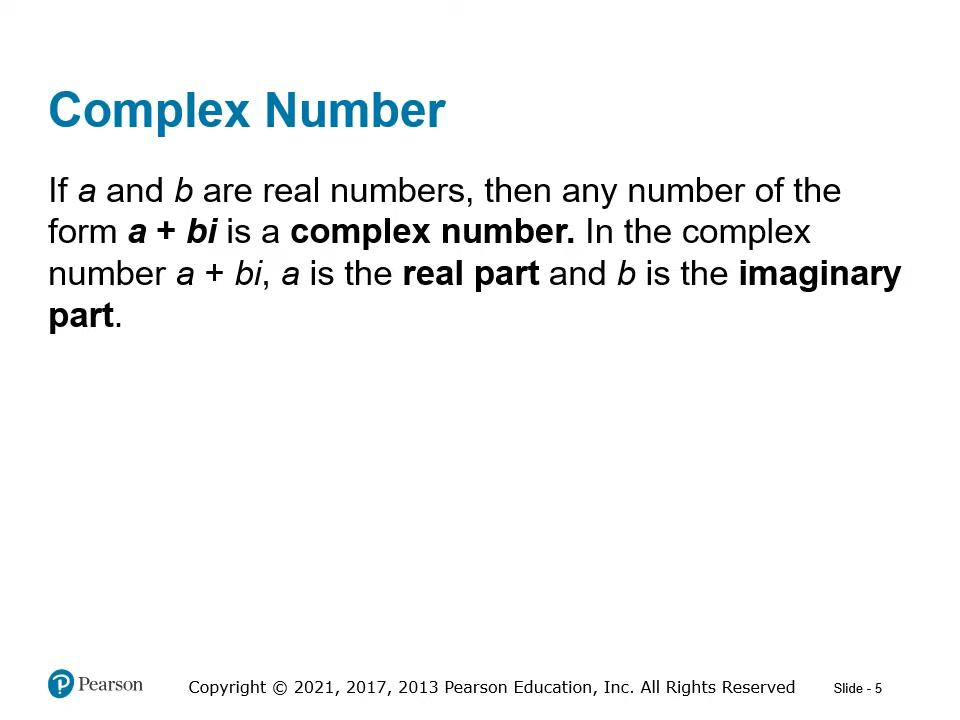 Complex Number
If a and b are real numbers, then any number of the
form a + bi is a complex number. In the complex
number a + bi, a is the real part and b is the imaginary
part.
Pearson
Copyright © 2021, 2017, 2013 Pearson Education, Inc. All Rights Reserved
Slide - 5